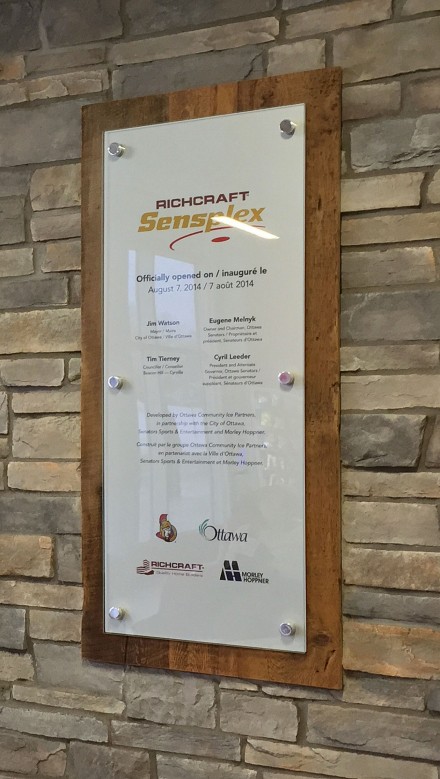 RICHCRAFT
Sensplex
Officially opened on / inauguré le
August 7, 2014 / 7 août 2014
Jim Watson
Mayor / Maire
City of Ottawa / Ville d'Ottawa
Eugene Melnyk
Owner and Chairman, Ottawa
Senators / Propriétaire et
président, Sénateurs d'Ottawa
Tim Tierney
Councillor / Conseiller
Beacon Hill — Cyrville
Cyril Leeder
President and Alternate
Governor, Ottawa Senators /
Président et gouverneur
suppléant, Sénateurs d'Ottawa
Developed by Ottawa Community Ice Partners,
in partnership with the City of Ottawa,
Senators Sports & Entertainment and Morley Hoppner.
Construit par le groupe Ottawa Community Ice Partners,
en partenariat avec la Ville d'Ottawa,
Senators Sports & Entertainment et Morley Hoppner.
Ottawa
RICHCRAFT
Quality Home Builders
MORLEY
HOPPNER